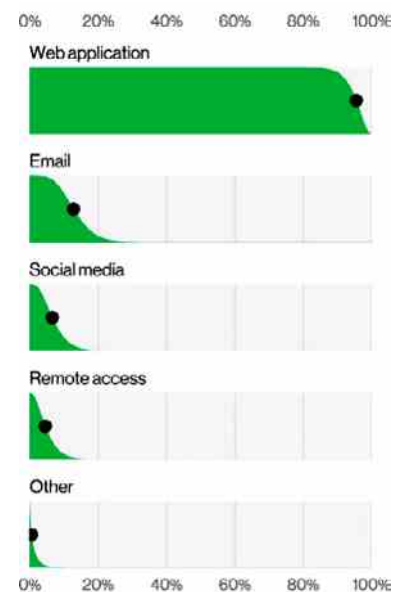 0% 20% 40% 60% 80% 100%
Web application
Email
Social media
Remote access
Other
0% 20% 40% 60% 80% 100%